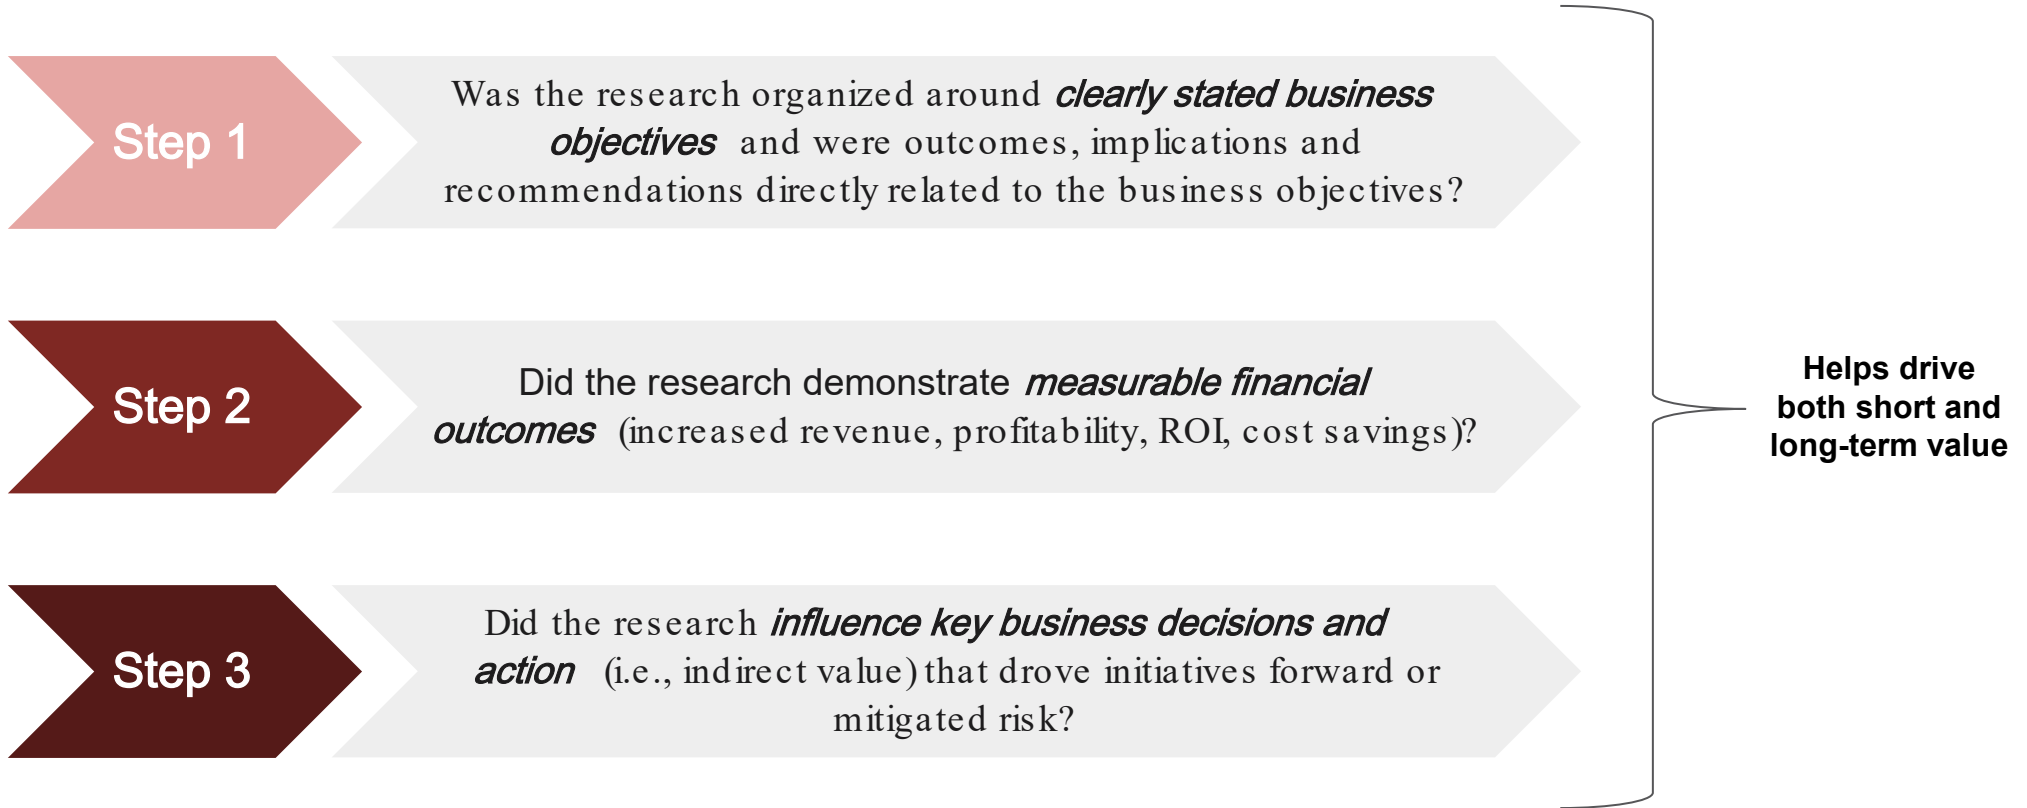 Step 1
Was the research organized around clearly stated business
objectives and were outcomes, implications and
recommendations directly related to the business objectives?
Step 2
Did the research demonstrate measurable financial
outcomes (increased revenue, profitability, ROI, cost savings)?
Step 3
Did the research influence key business decisions and
action (i.e., indirect value) that drove initiatives forward or
mitigated risk?
Helps drive
both short and
long-term value